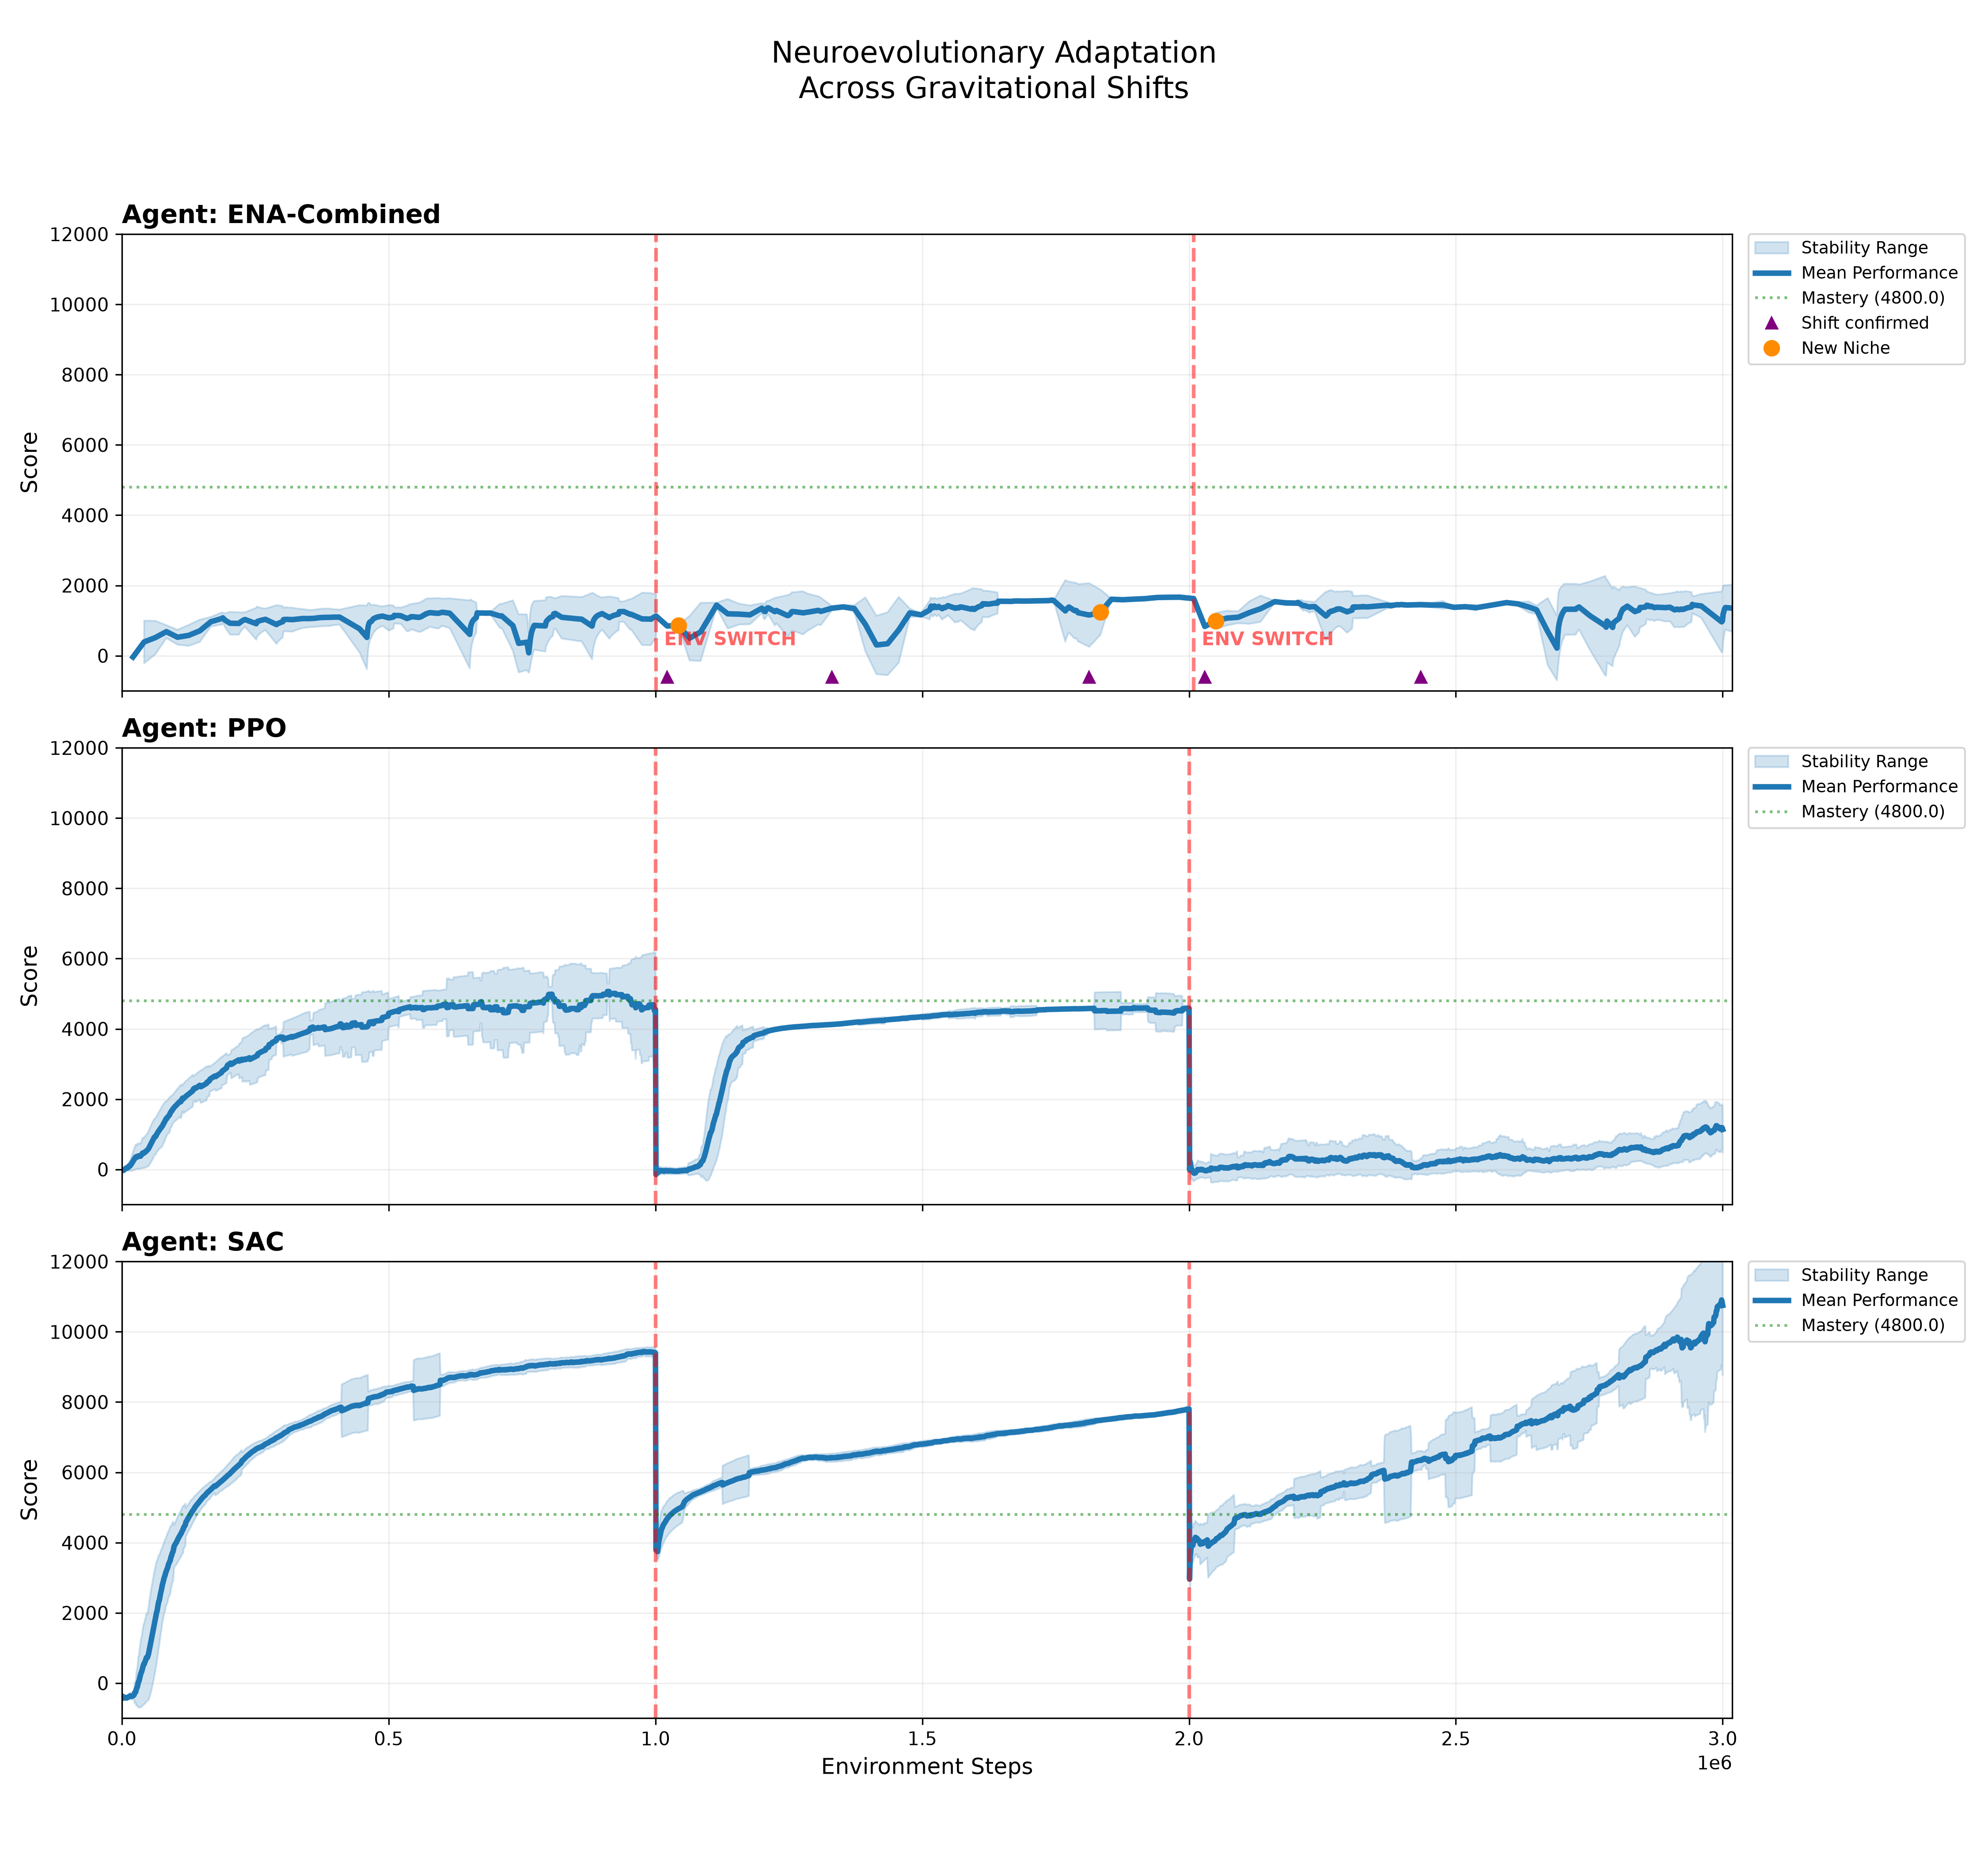 Neuroevolutionary Adaptation
Across Gravitational Shifts
Agent: ENA-Combined
12000
10000
8000
6000
4000
2000
0
Score
ENV SWITCH
ENV SWITCH
Stability Range
Mean Performance
Mastery (4800.0)
Shift confirmed
New Niche
Agent: PPO
12000
10000
8000
6000
4000
2000
0
Score
Stability Range
Mean Performance
Mastery (4800.0)
Agent: SAC
12000
10000
8000
6000
4000
2000
0
Score
Stability Range
Mean Performance
Mastery (4800.0)
0.0 0.5 1.0 1.5 2.0 2.5 3.0
1e6
Environment Steps